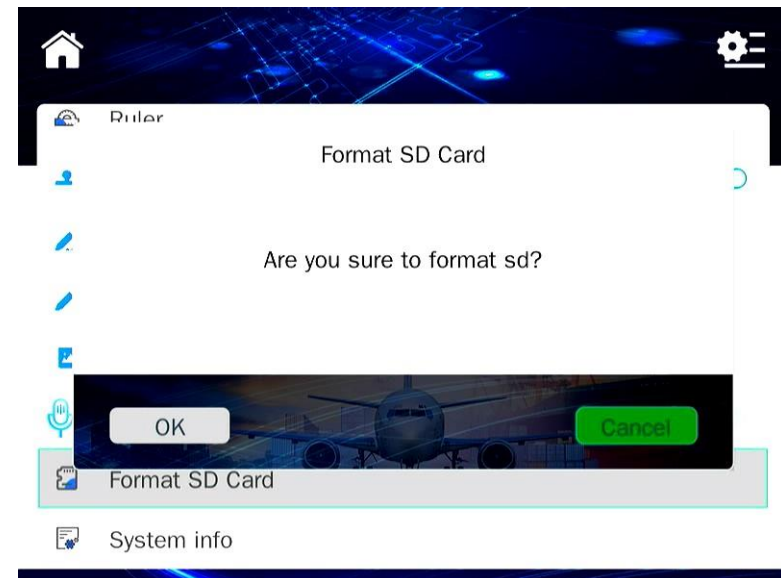 Ruler
Format SD Card
Are you sure to format sd?
OK
Cancel
Format SD Card
System info